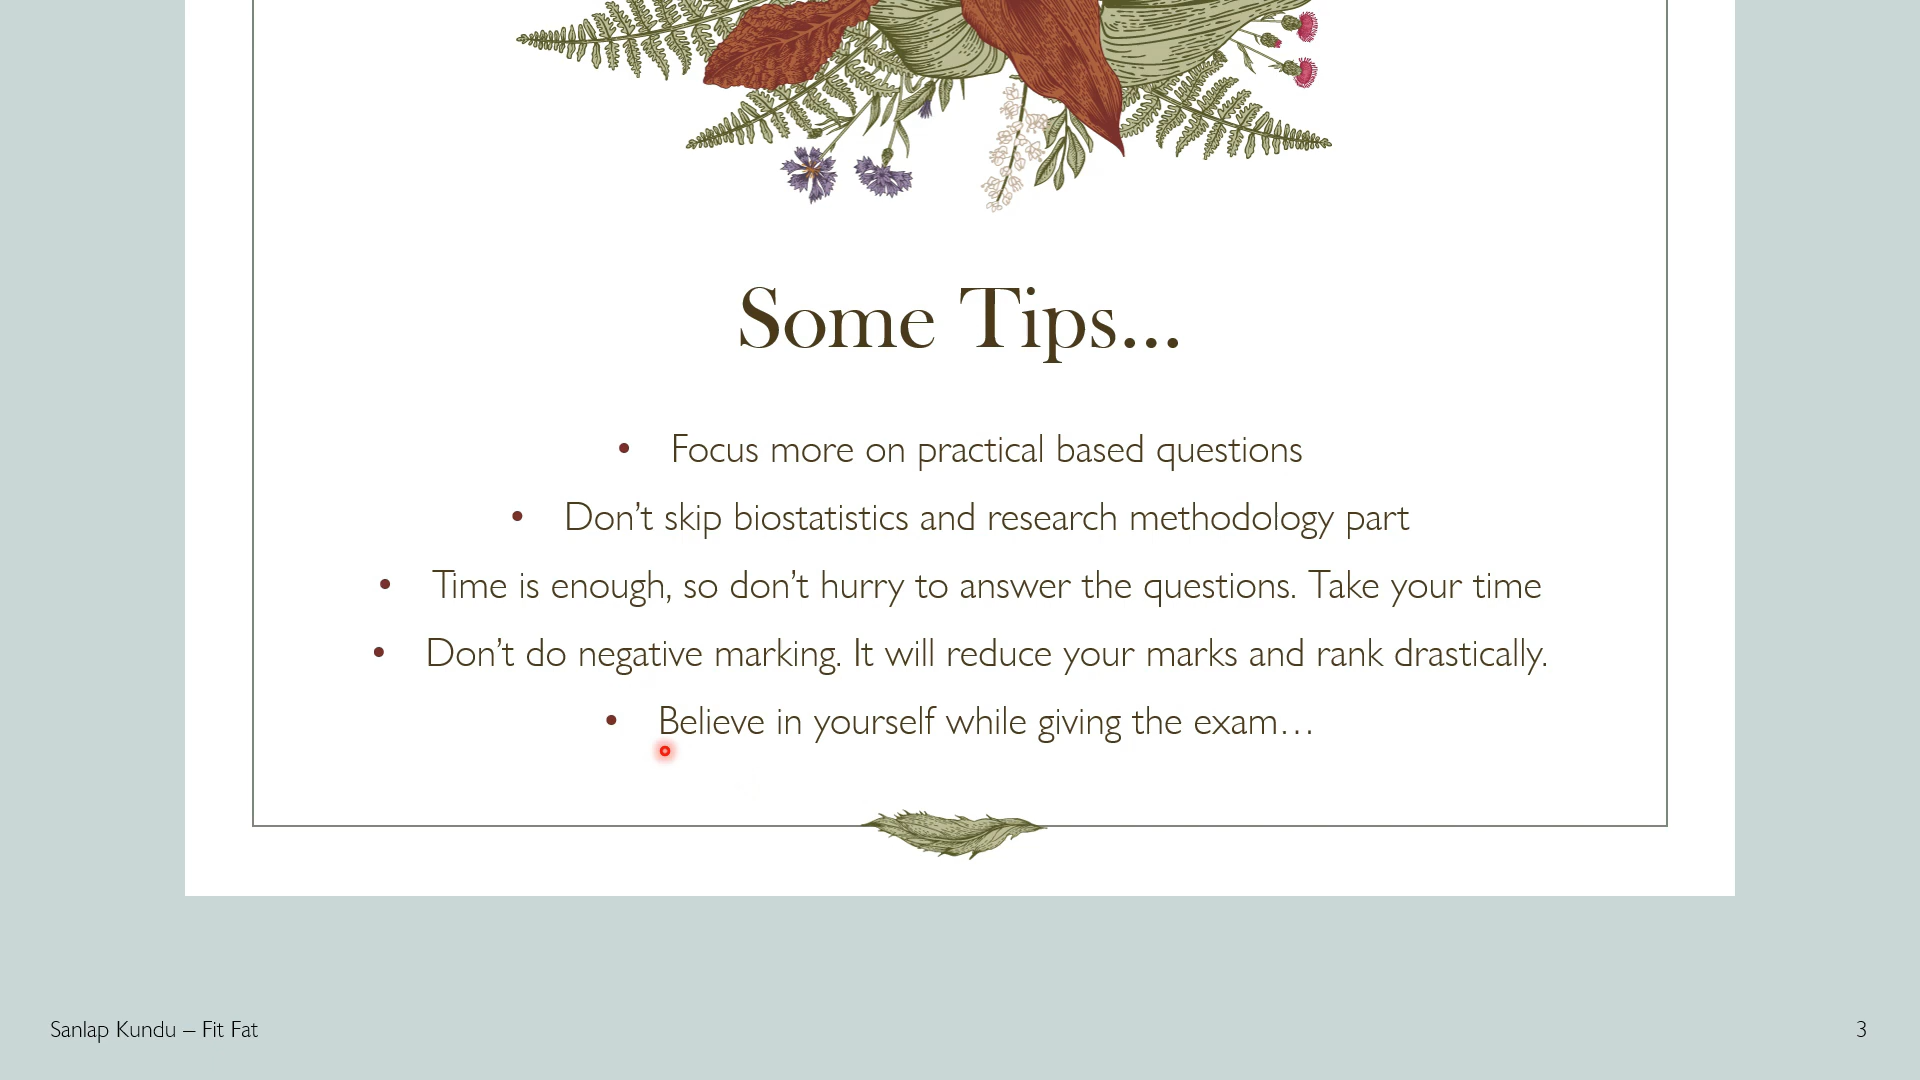 Some Tips...
• Focus more on practical based questions
• Don’t skip biostatistics and research methodology part
• Time is enough, so don’t hurry to answer the questions. Take your time
• Don’t do negative marking. It will reduce your marks and rank drastically.
• Believe in yourself while giving the exam…
Sanlap Kundu – Fit Fat
3